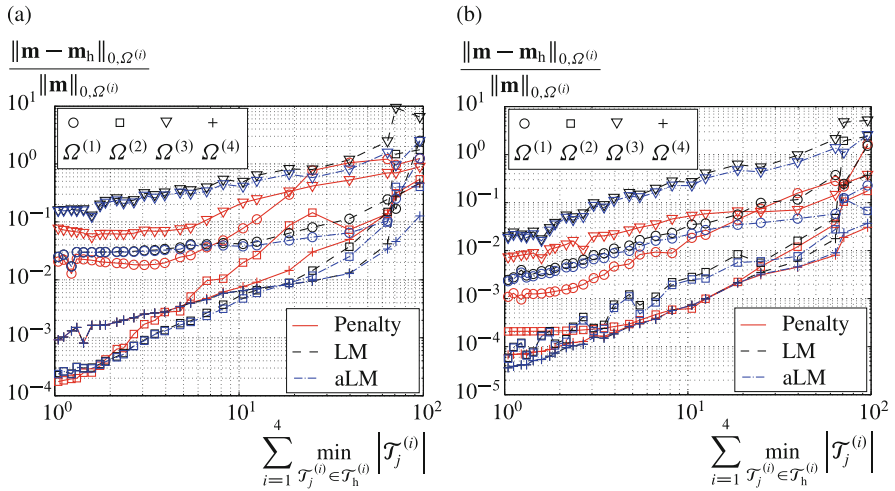 (a)
‖m − m_h‖_{0,Ω^{(i)}}
‖m‖_{0,Ω^{(i)}}
10^1
10^0
10^{-1}
10^{-2}
10^{-3}
10^{-4}
Ω^{(1)} Ω^{(2)} Ω^{(3)} Ω^{(4)}
Penalty
LM
aLM
10^0 10^1 10^2
∑_{i=1}^{4} min_{𝒯_j^{(i)} ∈ 𝒯_h^{(i)}} |𝒯_j^{(i)}|
(b)
‖m − m_h‖_{0,Ω^{(i)}}
‖m‖_{0,Ω^{(i)}}
10^1
10^0
10^{-1}
10^{-2}
10^{-3}
10^{-4}
10^{-5}
Ω^{(1)} Ω^{(2)} Ω^{(3)} Ω^{(4)}
Penalty
LM
aLM
10^0 10^1 10^2
∑_{i=1}^{4} min_{𝒯_j^{(i)} ∈ 𝒯_h^{(i)}} |𝒯_j^{(i)}|